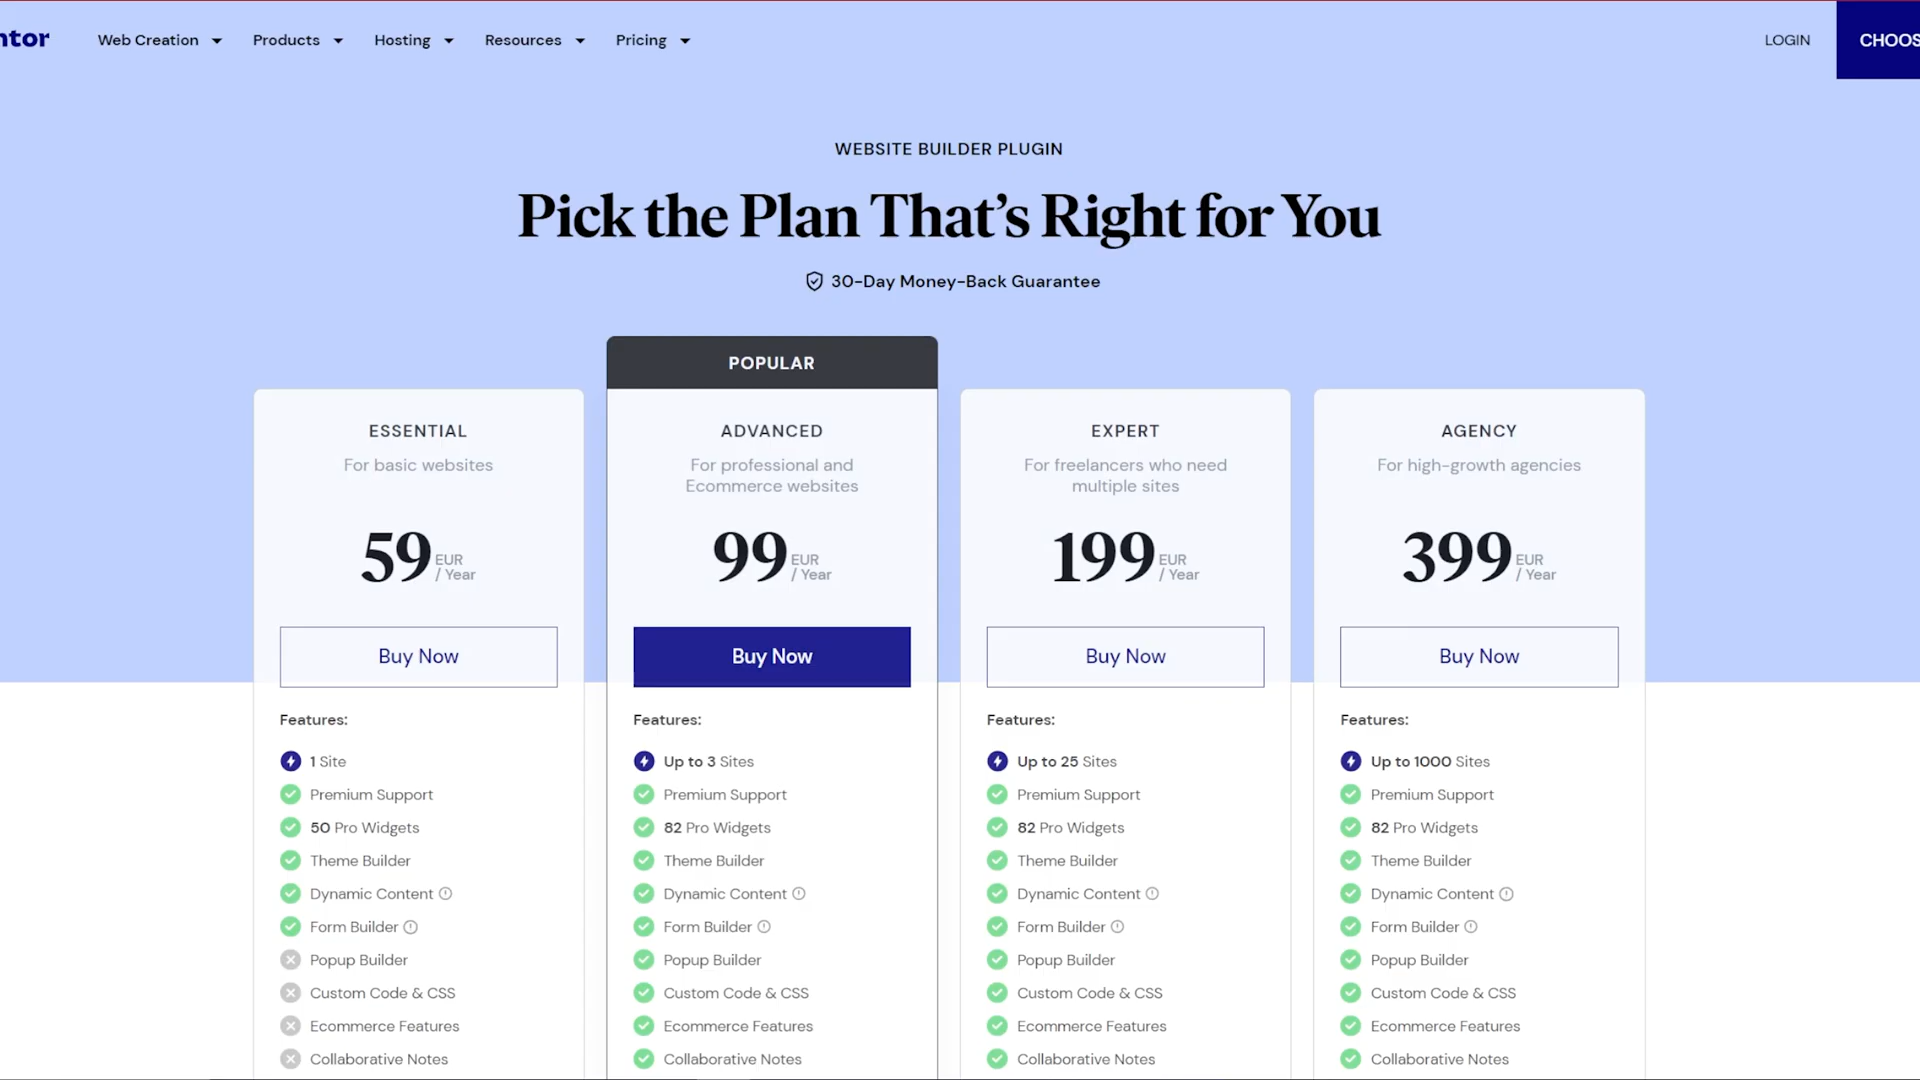 ntor
Web Creation
Products
Hosting
Resources
Pricing
LOGIN
CHOOS
WEBSITE BUILDER PLUGIN
Pick the Plan That's Right for You
30-Day Money-Back Guarantee
ESSENTIAL
For basic websites
59 EUR
/ Year
Buy Now
Features:
1 Site
Premium Support
50 Pro Widgets
Theme Builder
Dynamic Content
Form Builder
Popup Builder
Custom Code & CSS
Ecommerce Features
Collaborative Notes
POPULAR
ADVANCED
For professional and
Ecommerce websites
99 EUR
/ Year
Buy Now
Features:
Up to 3 Sites
Premium Support
82 Pro Widgets
Theme Builder
Dynamic Content
Form Builder
Popup Builder
Custom Code & CSS
Ecommerce Features
Collaborative Notes
EXPERT
For freelancers who need
multiple sites
199 EUR
/ Year
Buy Now
Features:
Up to 25 Sites
Premium Support
82 Pro Widgets
Theme Builder
Dynamic Content
Form Builder
Popup Builder
Custom Code & CSS
Ecommerce Features
Collaborative Notes
AGENCY
For high-growth agencies
399 EUR
/ Year
Buy Now
Features:
Up to 1000 Sites
Premium Support
82 Pro Widgets
Theme Builder
Dynamic Content
Form Builder
Popup Builder
Custom Code & CSS
Ecommerce Features
Collaborative Notes